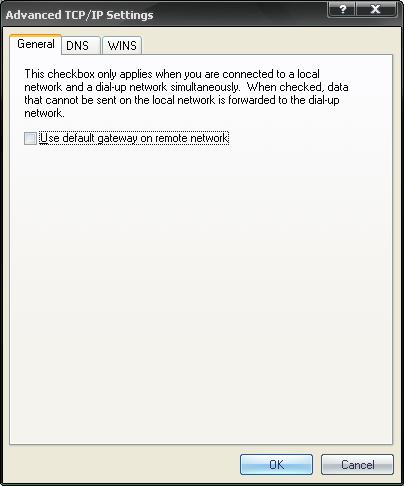 Advanced TCP/IP Settings
General DNS WINS
This checkbox only applies when you are connected to a local
network and a dial-up network simultaneously. When checked, data
that cannot be sent on the local network is forwarded to the dial-up
network.
Use default gateway on remote network
OK Cancel